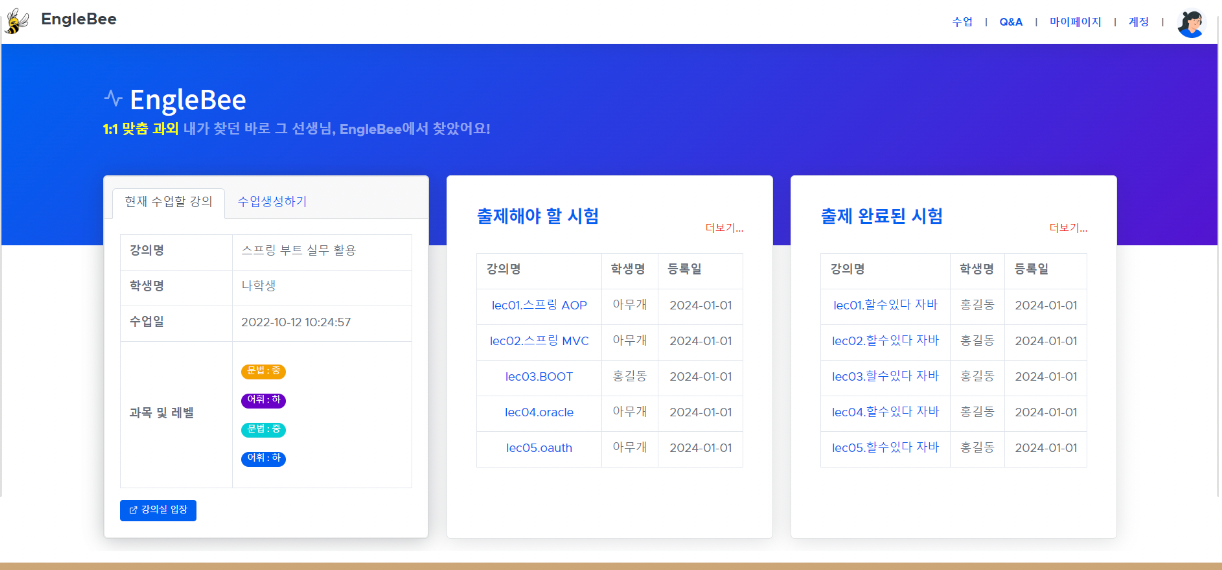 EngleBee
수업 | Q&A | 마이페이지 | 계정 |
EngleBee
1:1 맞춤 과외 내가 찾던 바로 그 선생님, EngleBee에서 찾았어요!
현재 수업할 강의 수업생성하기
강의명 스프링 부트 실무 활용
학생명 나학생
수업일 2022-10-12 10:24:57
과목 및 레벨
문법 : 중
어휘 : 하
문법 : 중
어휘 : 하
강의실 입장
출제해야 할 시험
더보기...
강의명 학생명 등록일
lec01.스프링 AOP 아무개 2024-01-01
lec02.스프링 MVC 아무개 2024-01-01
lec03.BOOT 홍길동 2024-01-01
lec04.oracle 아무개 2024-01-01
lec05.oauth 아무개 2024-01-01
출제 완료된 시험
더보기...
강의명 학생명 등록일
lec01.할수있다 자바 홍길동 2024-01-01
lec02.할수있다 자바 홍길동 2024-01-01
lec03.할수있다 자바 홍길동 2024-01-01
lec04.할수있다 자바 홍길동 2024-01-01
lec05.할수있다 자바 홍길동 2024-01-01